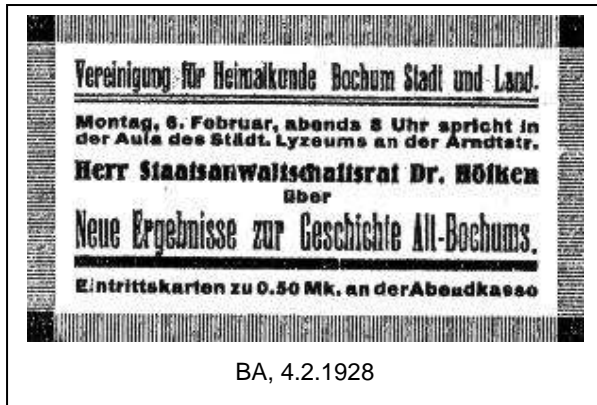 Vereinigung für Heimatkunde Bochum Stadt und Land.
Montag, 6. Februar, abends 8 Uhr spricht in
der Aula des Städt. Lyzeums an der Arndtstr.
Herr Staatsanwaltschaftsrat Dr. Hölken
über
Neue Ergebnisse zur Geschichte Alt-Bochums.
Eintrittskarten zu 0.50 Mk. an der Abendkasse
BA, 4.2.1928